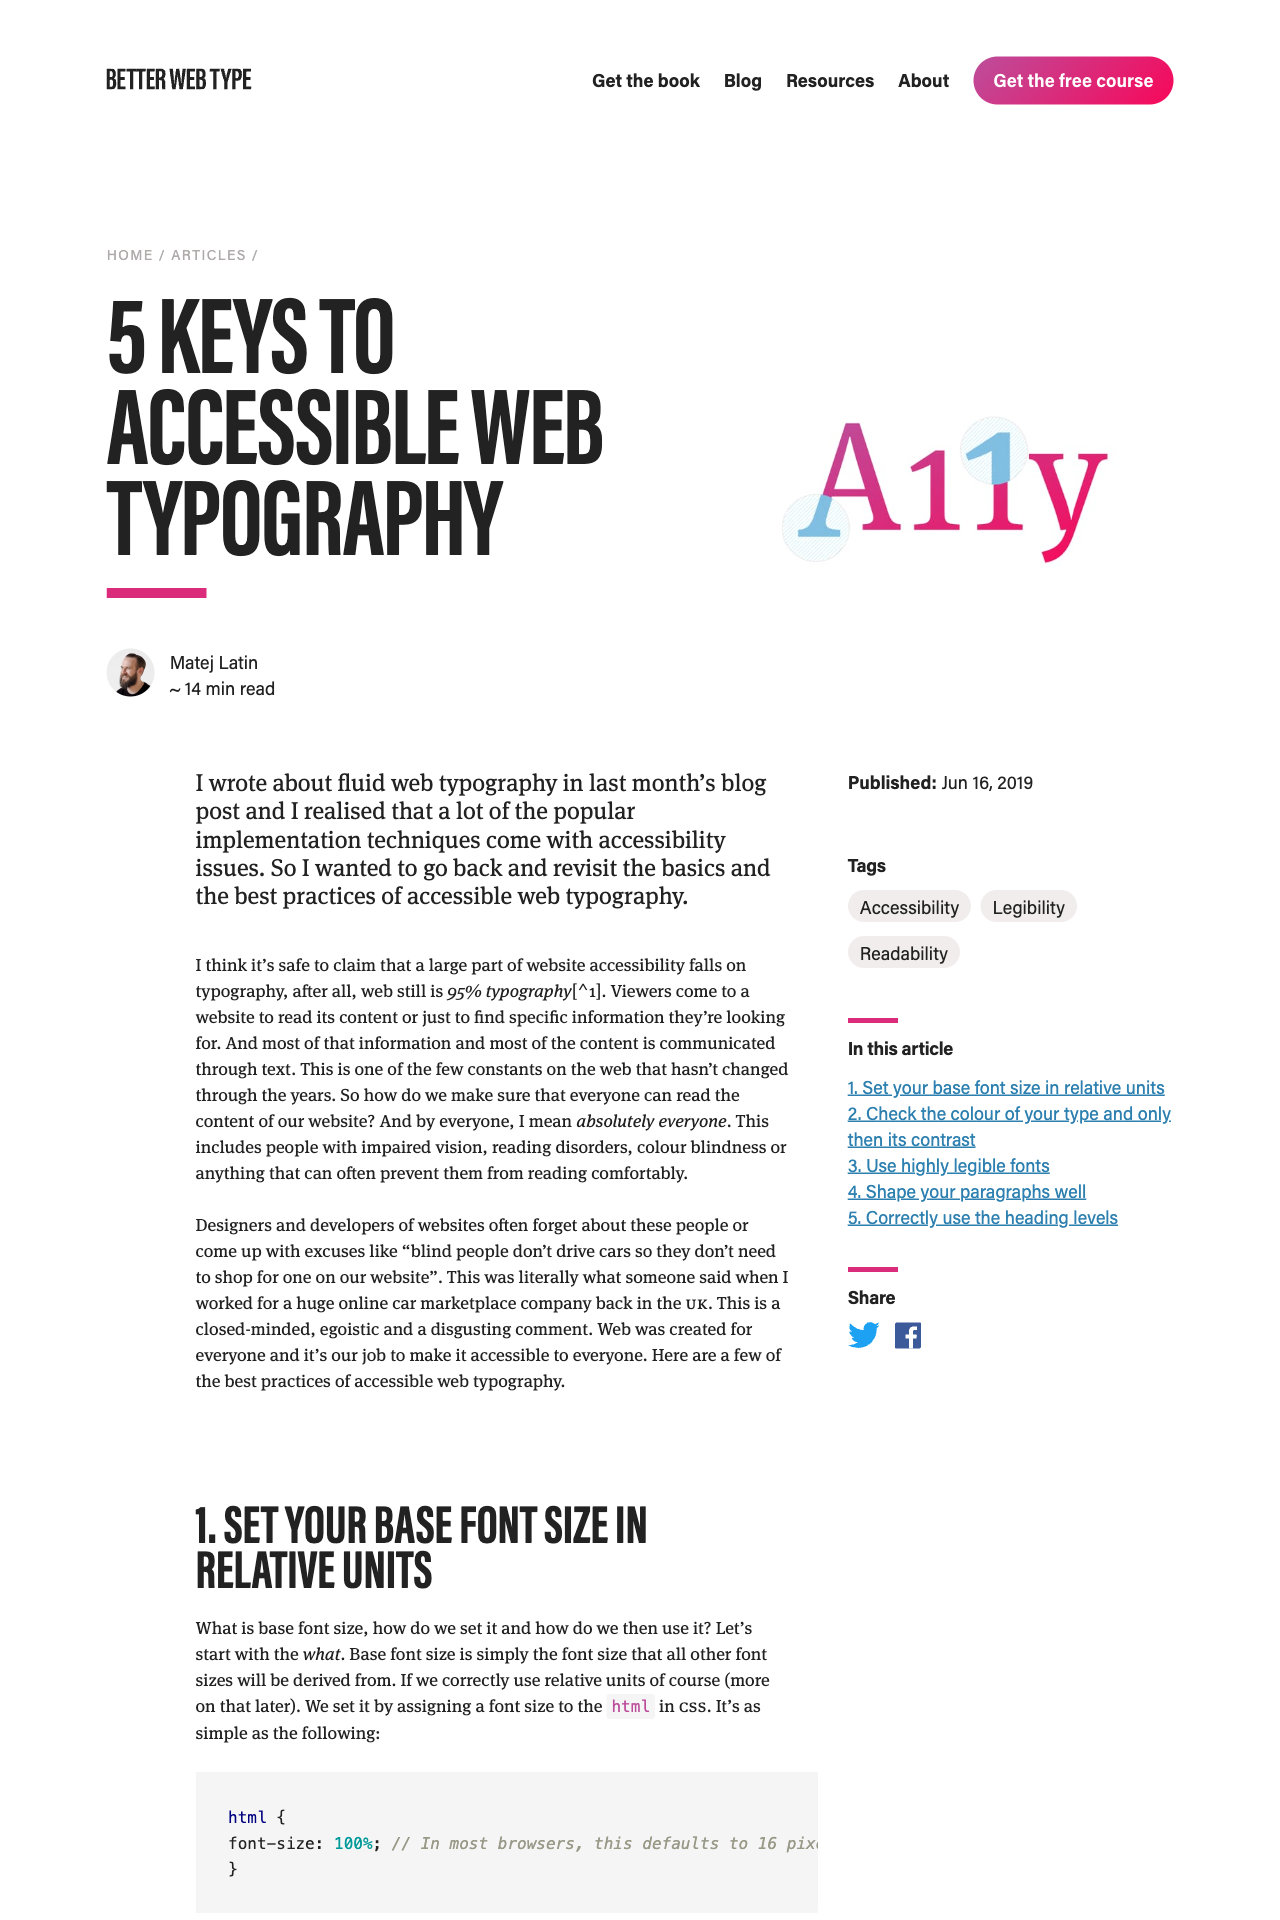 BETTER WEB TYPE
Get the book
Blog
Resources
About
Get the free course
HOME / ARTICLES /
5 KEYS TO
ACCESSIBLE WEB
TYPOGRAPHY
A11y
Matej Latin
~ 14 min read
I wrote about fluid web typography in last month’s blog
post and I realised that a lot of the popular
implementation techniques come with accessibility
issues. So I wanted to go back and revisit the basics and
the best practices of accessible web typography.
I think it’s safe to claim that a large part of website accessibility falls on
typography, after all, web still is 95% typography[^1]. Viewers come to a
website to read its content or just to find specific information they’re looking
for. And most of that information and most of the content is communicated
through text. This is one of the few constants on the web that hasn’t changed
through the years. So how do we make sure that everyone can read the
content of our website? And by everyone, I mean absolutely everyone. This
includes people with impaired vision, reading disorders, colour blindness or
anything that can often prevent them from reading comfortably.
Designers and developers of websites often forget about these people or
come up with excuses like “blind people don’t drive cars so they don’t need
to shop for one on our website”. This was literally what someone said when I
worked for a huge online car marketplace company back in the UK. This is a
closed-minded, egoistic and a disgusting comment. Web was created for
everyone and it’s our job to make it accessible to everyone. Here are a few of
the best practices of accessible web typography.
1. SET YOUR BASE FONT SIZE IN
RELATIVE UNITS
What is base font size, how do we set it and how do we then use it? Let’s
start with the what. Base font size is simply the font size that all other font
sizes will be derived from. If we correctly use relative units of course (more
on that later). We set it by assigning a font size to the html in CSS. It’s as
simple as the following:
html {
font-size: 100%; // In most browsers, this defaults to 16
}
Published: Jun 16, 2019
Tags
Accessibility
Legibility
Readability
In this article
1. Set your base font size in relative units
2. Check the colour of your type and only
then its contrast
3. Use highly legible fonts
4. Shape your paragraphs well
5. Correctly use the heading levels
Share